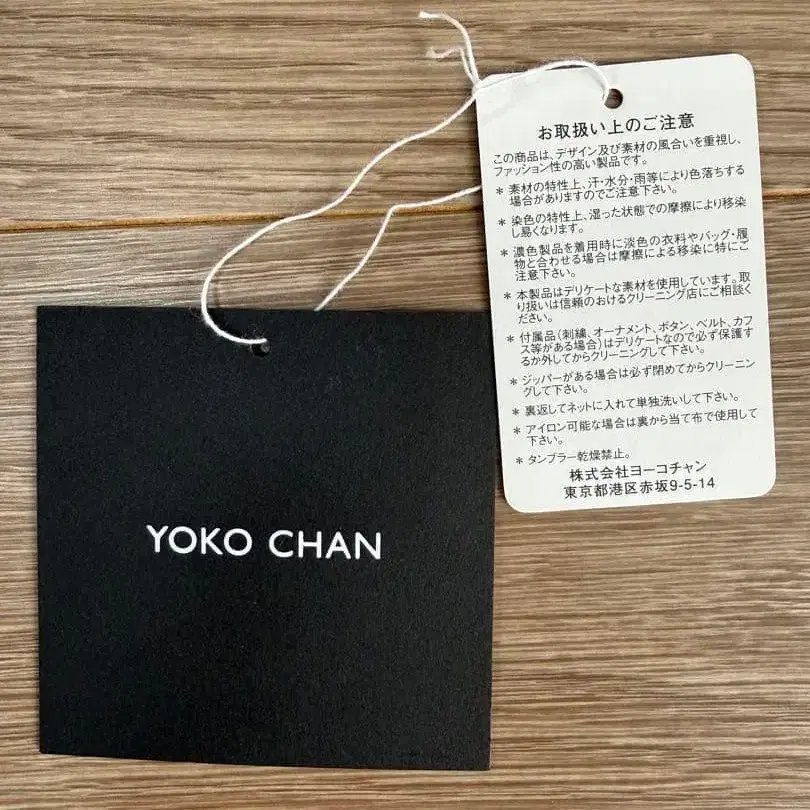 YOKO CHAN
お取扱い上のご注意
この商品は、デザイン及び素材の風合いを重視し、
ファッション性の高い製品です。
＊ 素材の特性上、汗・水分・雨等により色落ちする
場合がありますのでご注意下さい。
＊ 染色の特性上、湿った状態での摩擦により移染
し易くなります。
＊ 濃色製品を着用時に淡色の衣料やバッグ・履
物と合わせる場合は摩擦による移染に特にご
注意下さい。
＊ 本製品はデリケートな素材を使用しています。取
り扱いは信頼のおけるクリーニング店にご相談く
ださい。
＊ 付属品(刺繍、オーナメント、ボタン、ベルト、カフ
ス等がある場合)はデリケートなので必ず保護す
るか外してからクリーニングして下さい。
＊ ジッパーがある場合は必ず閉めてからクリーニン
グして下さい。
＊ 裏返してネットに入れて単独洗いして下さい。
＊ アイロン可能な場合は裏から当て布で使用して
下さい。
＊ タンブラー乾燥禁止。
株式会社ヨーコチャン
東京都港区赤坂9-5-14